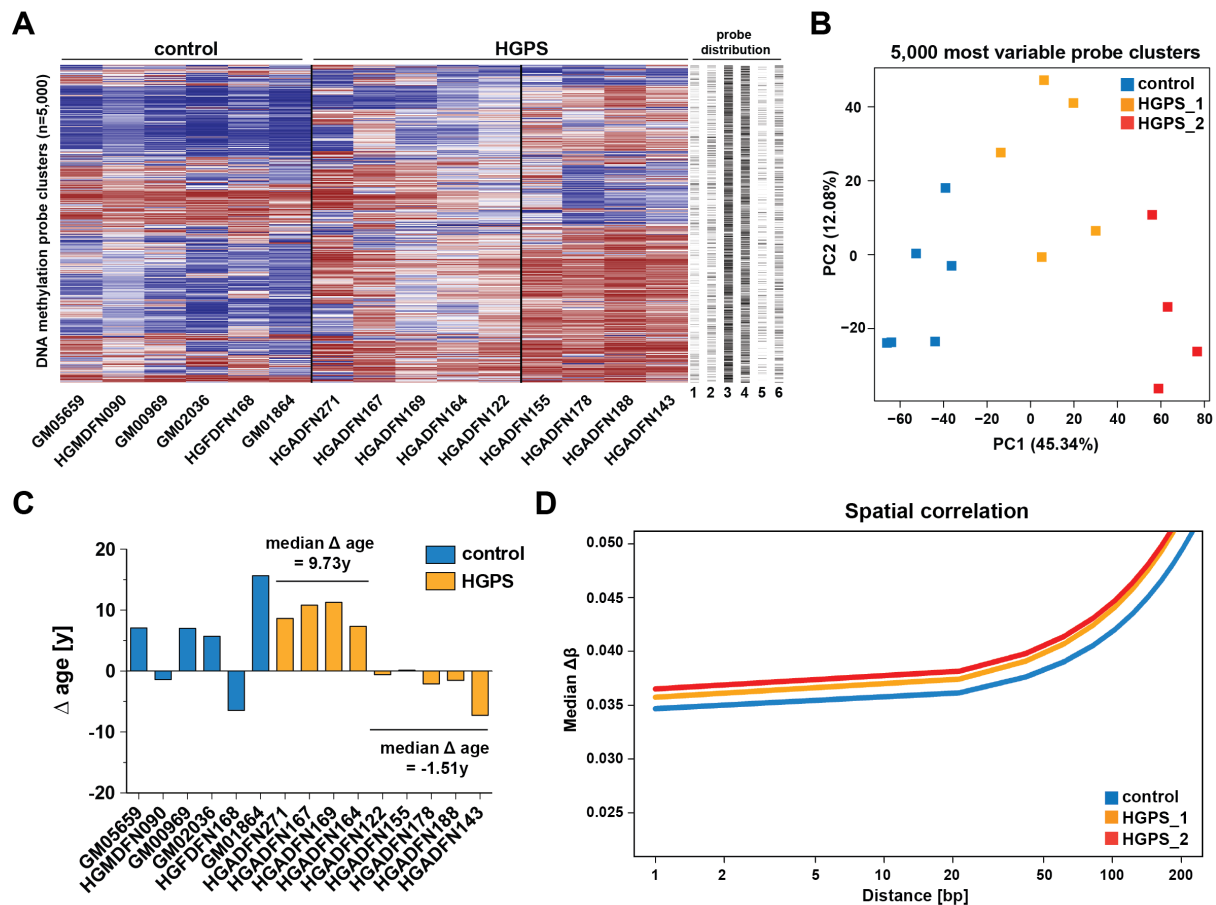 A
control
HGPS
probe
distribution
DNA methylation probe clusters (n=5,000)
GM05659
HGMDFN090
GM00969
GM02036
HGFDFN168
GM01864
HGADFN271
HGADFN167
HGADFN169
HGADFN164
HGADFN122
HGADFN155
HGADFN178
HGADFN188
HGADFN143
1 2 3 4 5 6
B
5,000 most variable probe clusters
control
HGPS_1
HGPS_2
PC2 (12.08%)
40
20
0
−20
−60 −40 −20 0 20 40 60 80
PC1 (45.34%)
C
median Δ age
= 9.73y
control
HGPS
Δ age [y]
20
10
0
-10
-20
median Δ age
= -1.51y
GM05659
HGMDFN090
GM00969
GM02036
HGFDFN168
GM01864
HGADFN271
HGADFN167
HGADFN169
HGADFN164
HGADFN122
HGADFN155
HGADFN178
HGADFN188
HGADFN143
D
Spatial correlation
Median Δβ
0.050
0.045
0.040
0.035
0.030
0.025
control
HGPS_1
HGPS_2
1 2 5 10 20 50 100 200
Distance [bp]